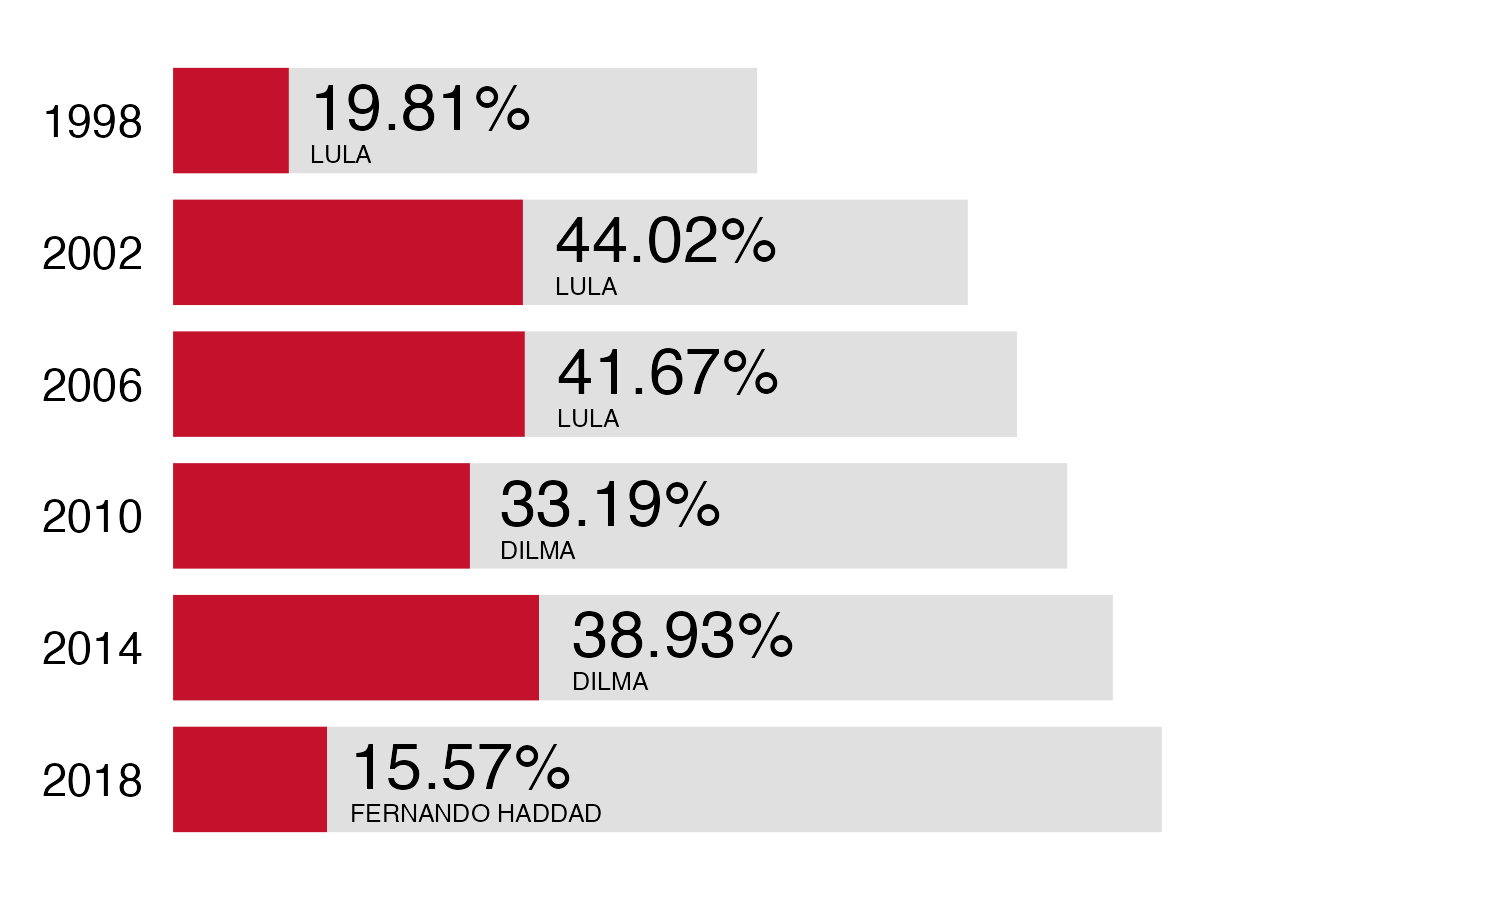 1998
19.81%
LULA
2002
44.02%
LULA
2006
41.67%
LULA
2010
33.19%
DILMA
2014
38.93%
DILMA
2018
15.57%
FERNANDO HADDAD